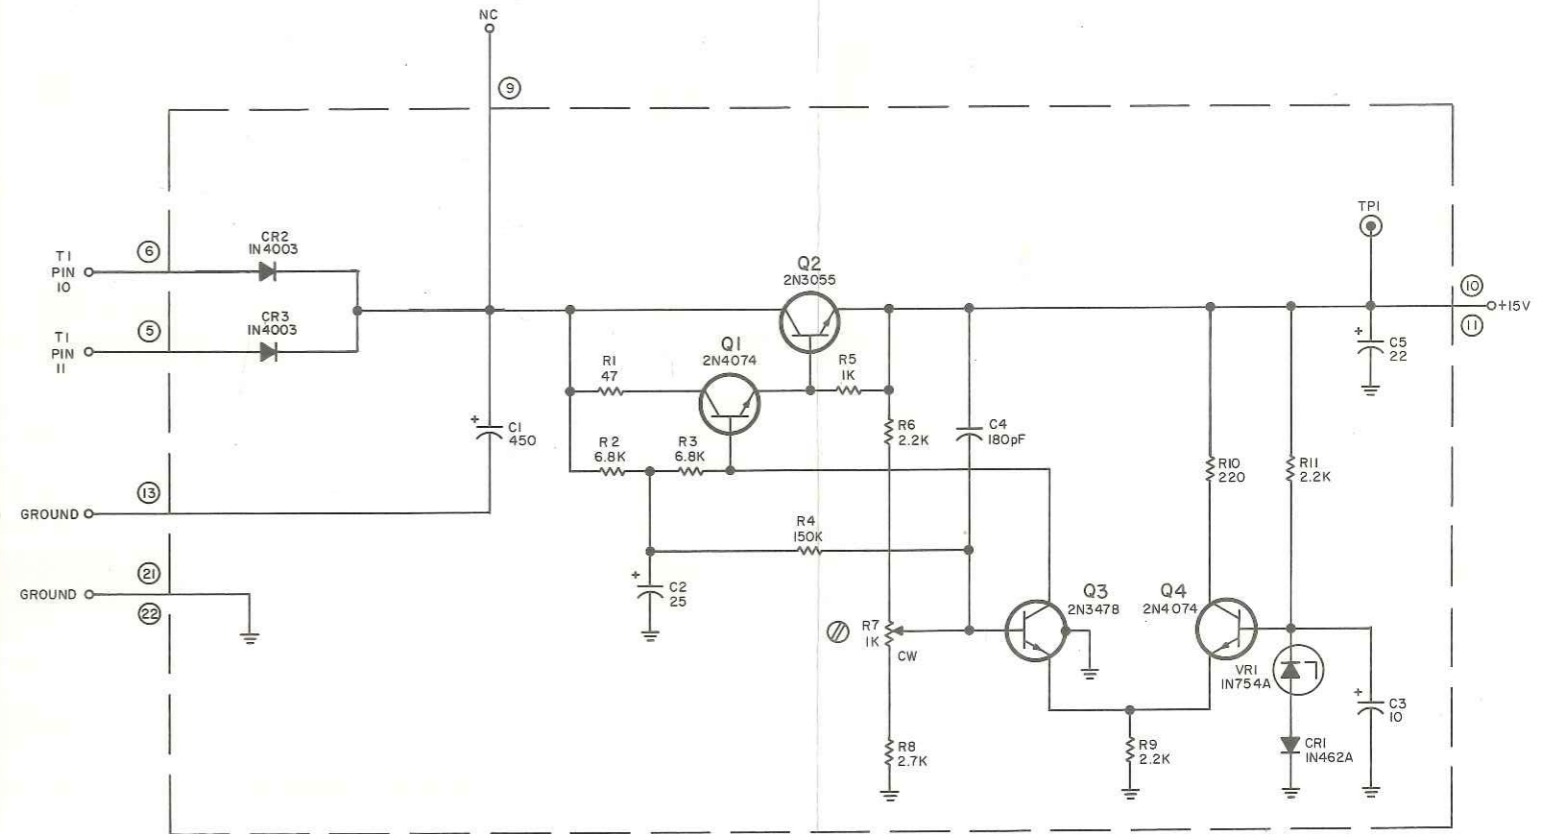 NC
9
T1
PIN
10
6
CR2
IN4003
T1
PIN
11
5
CR3
IN4003
TP1
Q2
2N3055
10
+15V
11
Q1
2N4074
R1
47
R5
1K
C5
22
+
C1
450
+
R2
6.8K
R3
6.8K
R6
2.2K
C4
180pF
R10
220
R11
2.2K
GROUND
13
R4
150K
GROUND
21
22
+
C2
25
R7
1K
CW
Q3
2N3478
Q4
2N4074
VR1
IN754A
+
C3
10
R8
2.7K
R9
2.2K
CR1
IN462A